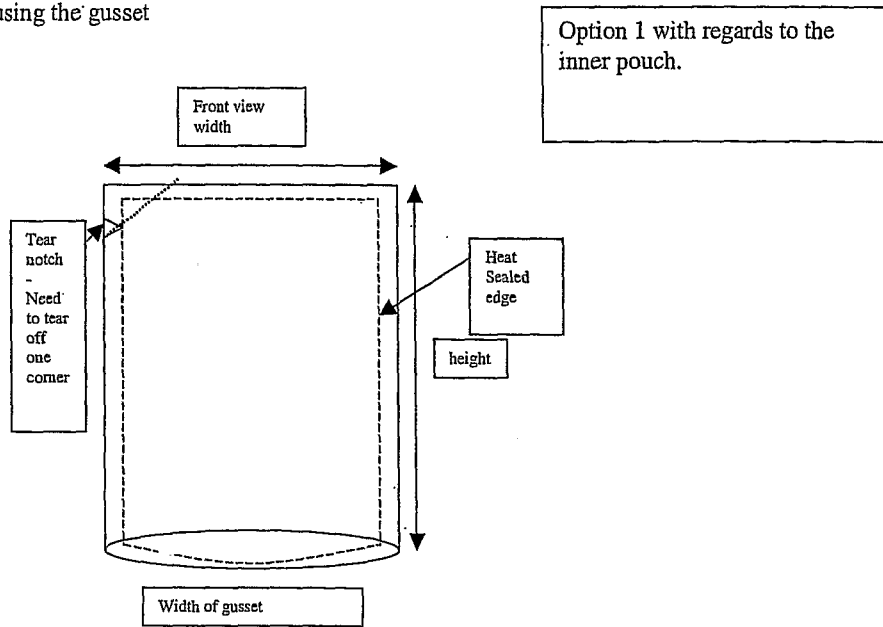 using the gusset
Option 1 with regards to the
inner pouch.
Front view
width
Tear
notch
-
Need
to tear
off
one
corner
Heat
Sealed
edge
height
Width of gusset